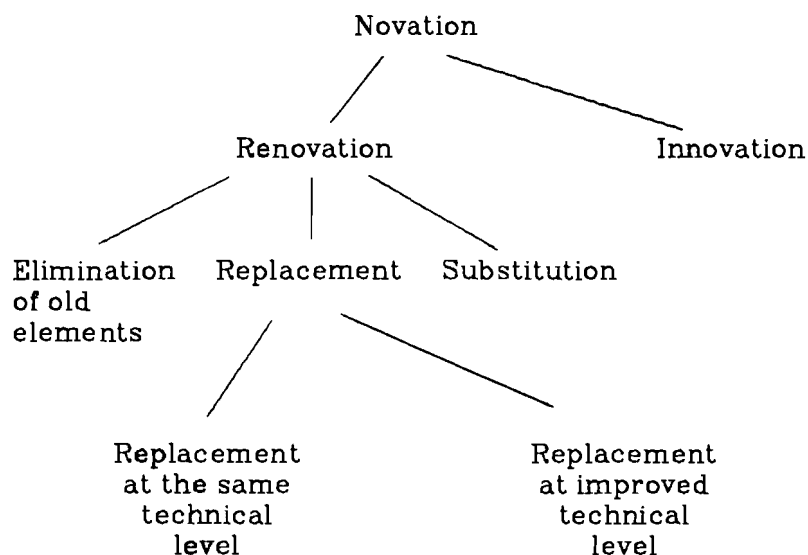 Novation
Renovation
Innovation
Elimination
of old
elements
Replacement
Substitution
Replacement
at the same
technical
level
Replacement
at improved
technical
level